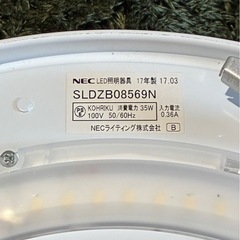 NEC LED照明器具 17年製 17.03
SLDZB08569N
PS E KOHRIKU 消費電力 35W 入力電流
100V 50/60Hz 0.36A
NECライティング株式会社 B